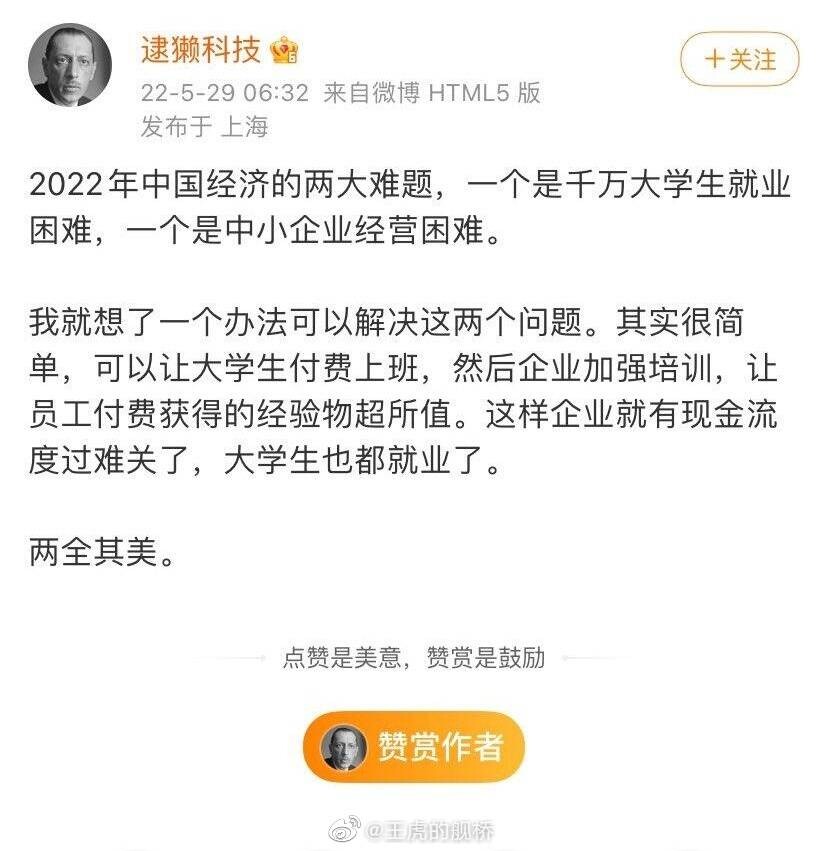 逮獭科技
22-5-29 06:32 来自微博 HTML5 版
发布于 上海
+关注
2022年中国经济的两大难题，一个是千万大学生就业
困难，一个是中小企业经营困难。
我就想了一个办法可以解决这两个问题。其实很简
单，可以让大学生付费上班，然后企业加强培训，让
员工付费获得的经验物超所值。这样企业就有现金流
度过难关了，大学生也都就业了。
两全其美。
点赞是美意，赞赏是鼓励
赞赏作者
@王虎的舰桥